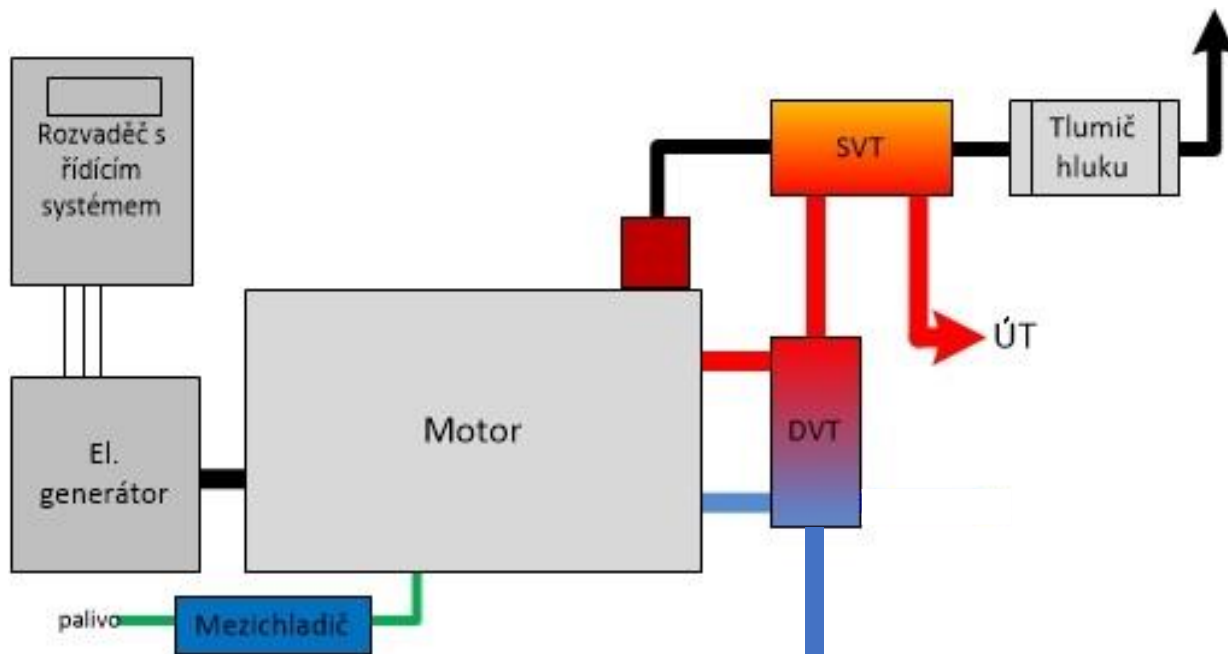 Rozvaděč s
řídícím
systémem
SVT
Tlumič
hluku
ÚT
Motor
DVT
El.
generátor
palivo
Mezichladič